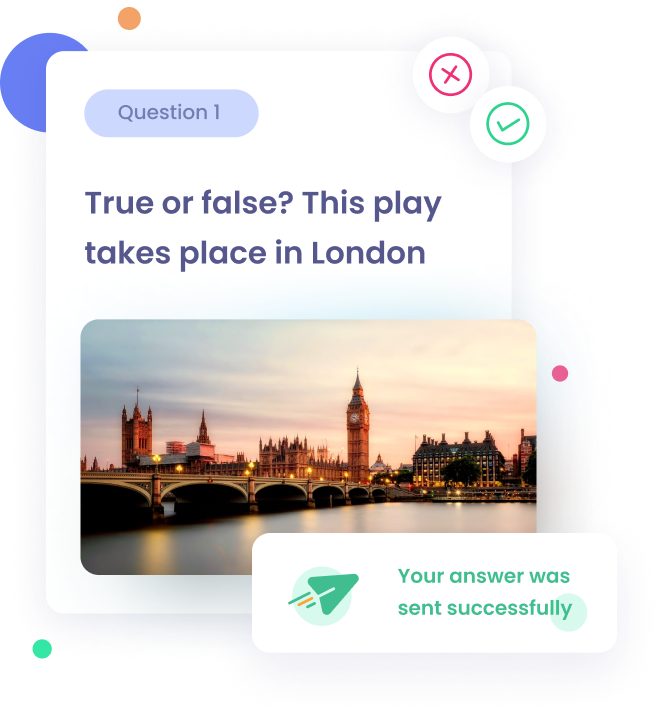 Question 1
True or false? This play
takes place in London
Your answer was
sent successfully